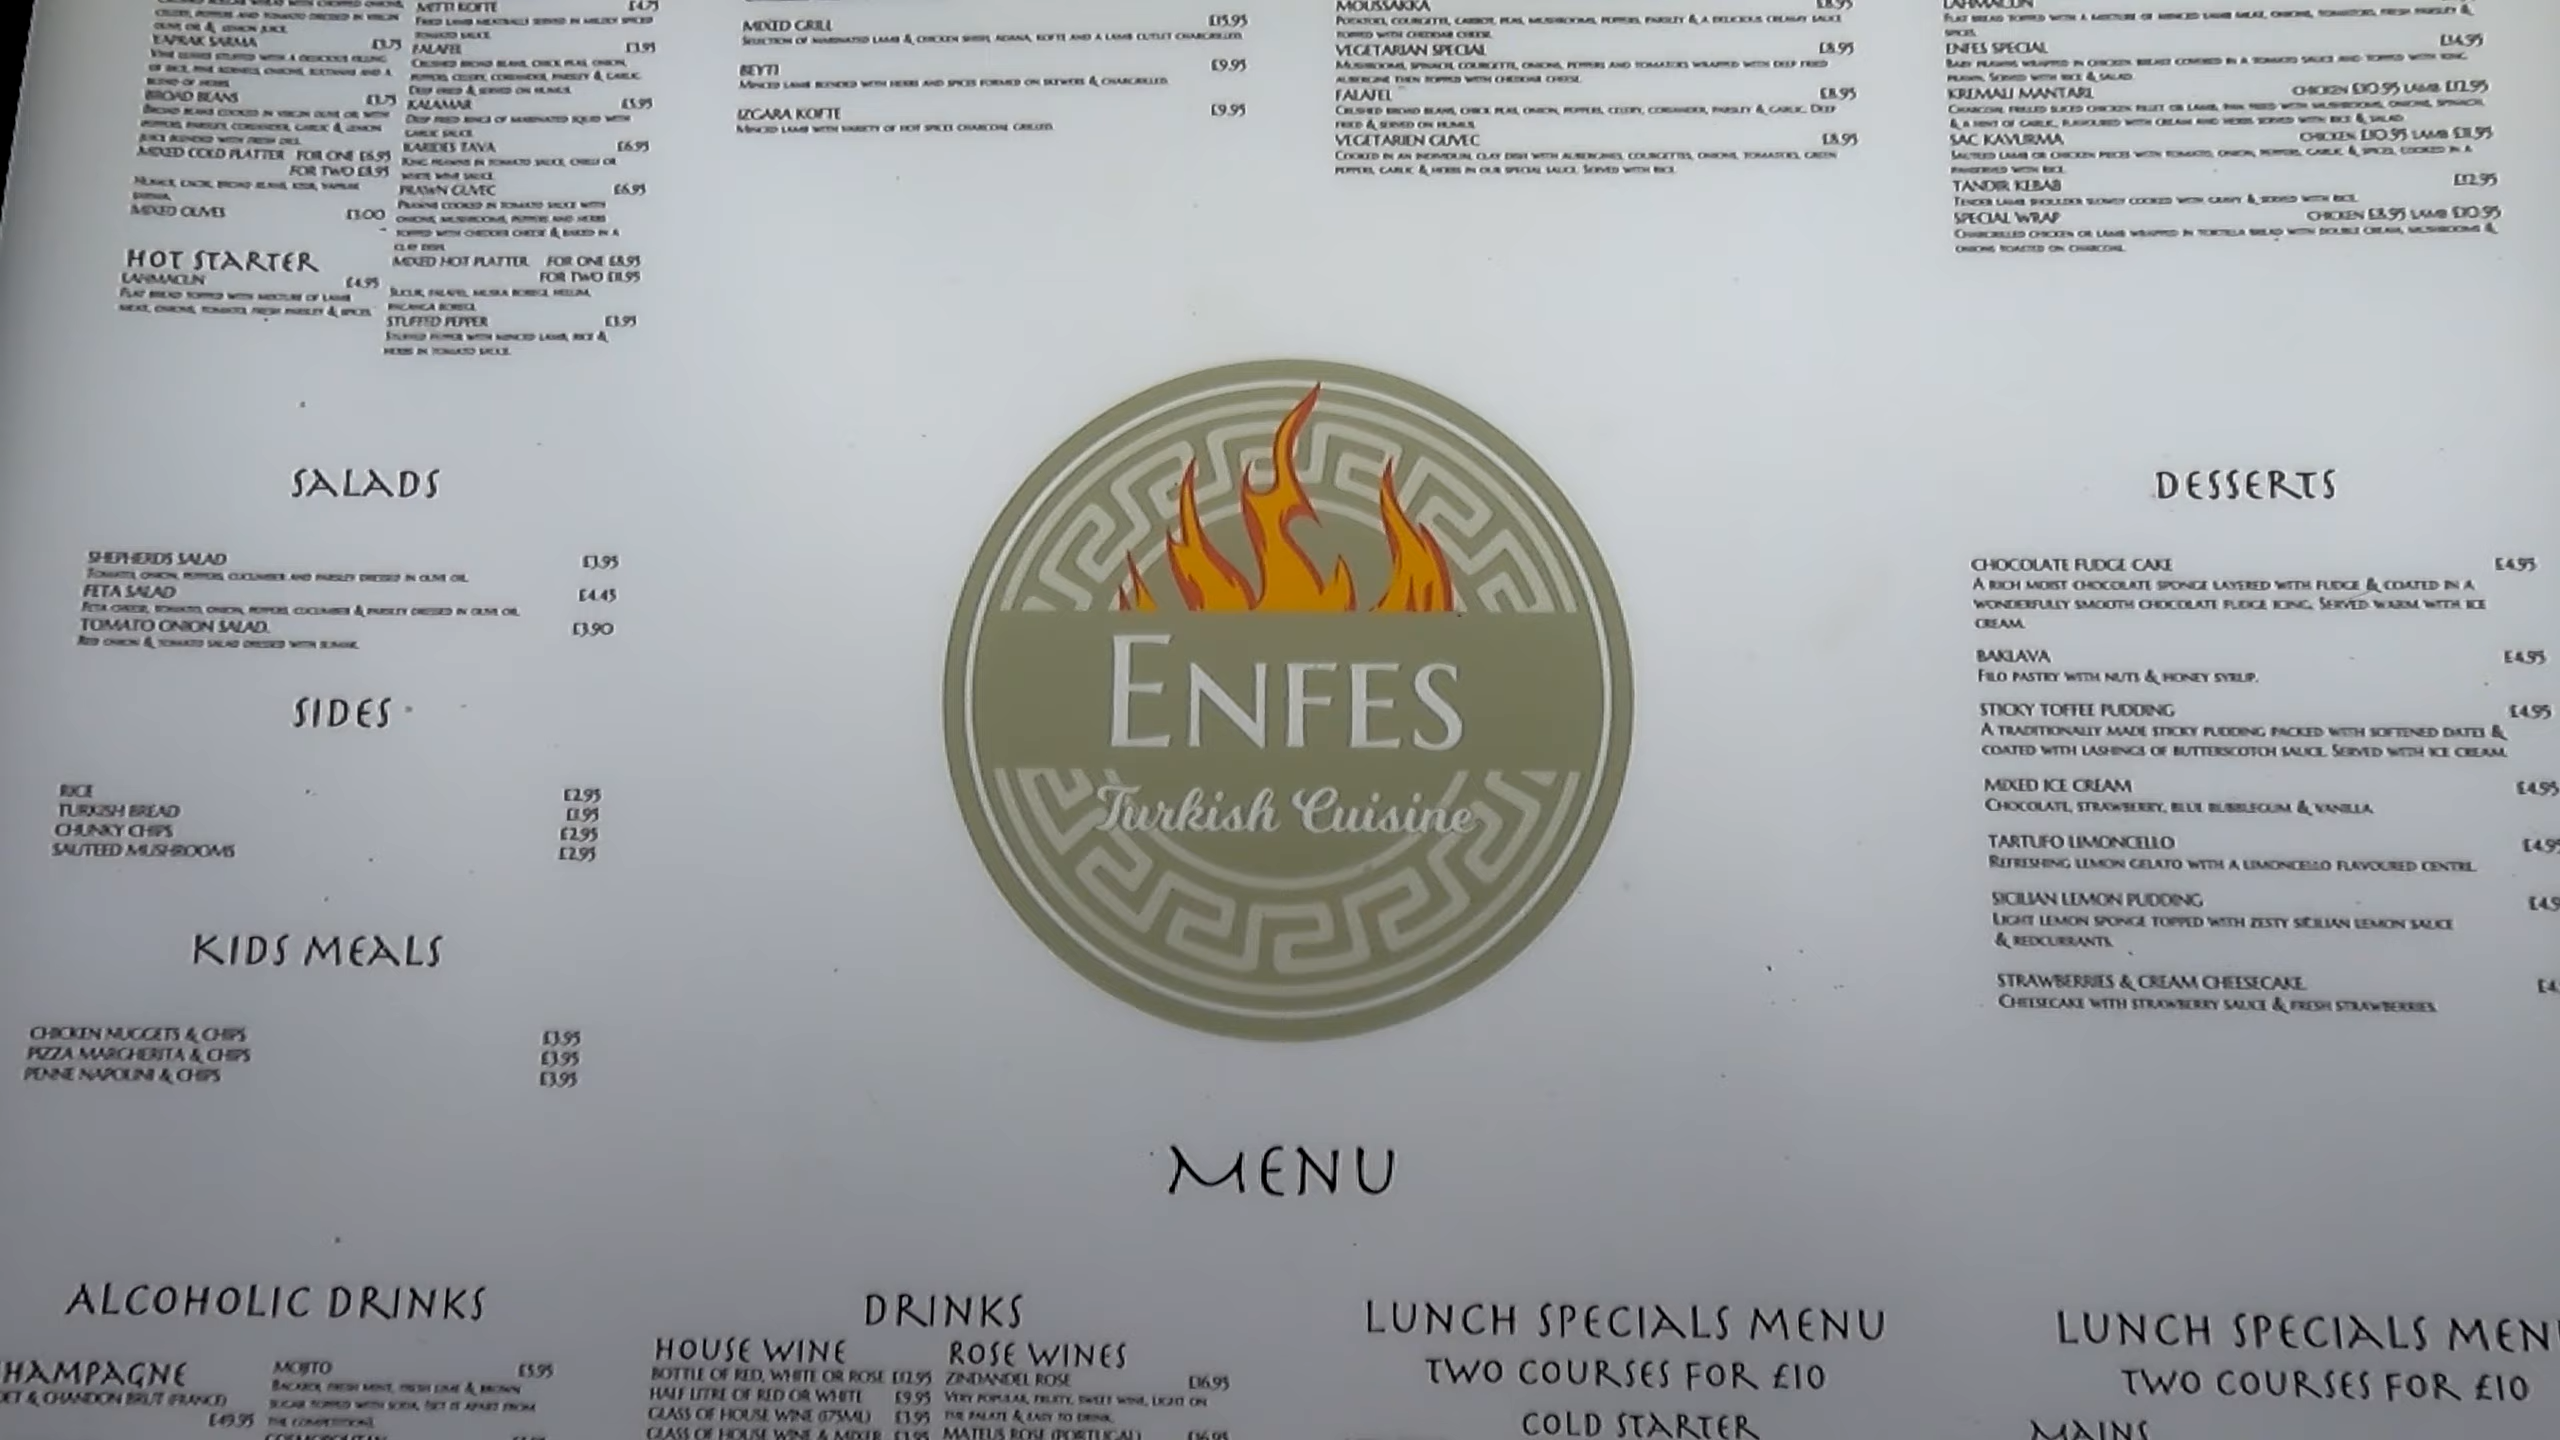 METTI KOFTE £4.75
FRIED LAMB MEATBALLS SERVED IN MILDLY SPICED
TOMATO SAUCE.
OLIVE OIL & LEMON JUICE.
YAPRAK SARMA £3.75
VINE LEAVES STUFFED WITH A DELICIOUS FILLING
OF RICE, PINE KERNELS, ONIONS, SULTANAS AND A
BLEND OF HERBS.
BROAD BEANS £3.75
BROAD BEANS COOKED IN VIRGIN OLIVE OIL WITH
PEPPERS, PARSLEY, CORIANDER, GARLIC & LEMON
JUICE BLENDED WITH FRESH DILL.
MIXED COLD PLATTER FOR ONE £6.95
FOR TWO £8.95
MIXED OLIVES £3.00
HOT STARTER
LAHMACUN £4.95
FLAT BREAD TOPPED WITH MIXTURE OF LAMB
MEAT, ONIONS, TOMATO, FRESH PARSLEY & SPICES.
FALAFEL £3.95
CRUSHED BROAD BEANS, CHICK PEAS, ONION,
PEPPERS, CELERY, CORIANDER, PARSLEY & GARLIC.
DEEP FRIED & SERVED ON HUMUS.
KALAMAR £5.95
DEEP FRIED RINGS OF MARINATED SQUID WITH
GARLIC SAUCE.
KARIDES TAVA £6.95
KING PRAWNS IN TOMATO SAUCE, CHILLI OR
WHITE WINE SAUCE.
PRAWN GUVEC £6.95
PRAWNS COOKED IN TOMATO SAUCE WITH
ONIONS, MUSHROOMS, PEPPERS AND HERBS
TOPPED WITH CHEDDER CHEESE & BAKED IN A
CLAY DISH.
MIXED HOT PLATTER FOR ONE £8.95
FOR TWO £11.95
SUCUK, FALAFEL, MUSKA BOREGI, HELLIM,
PACANGA BOREGI.
STUFFED PEPPER £3.95
STUFFED PEPPER WITH MINCED LAMB, RICE &
HERBS IN TOMATO SAUCE.
MIXED GRILL £15.95
SELECTION OF MARINATED LAMB & CHICKEN SHISH, ADANA, KOFTE AND A LAMB CUTLET CHARGRILLED.
BEYTI £9.95
MINCED LAMB BLENDED WITH HERBS AND SPICES FORMED ON SKEWERS & CHARGRILLED.
IZGARA KOFTE £9.95
MINCED LAMB WITH VARIETY OF HOT SPICES CHARCOAL GRILLED.
MOUSSAKKA £8.95
POTATOES, COURGETTE, CARROT, PEAS, MUSHROOMS, PEPPERS, PARSLEY & A DELICIOUS CREAMY SAUCE
TOPPED WITH CHEDDAR CHEESE.
VEGETARIAN SPECIAL £8.95
MUSHROOMS, SPINACH, COURGETTE, ONIONS, PEPPERS AND TOMATOES WRAPPED WITH DEEP FRIED
AUBERGINE THEN TOPPED WITH CHEDDAR CHEESE.
FALAFEL £8.95
CRUSHED BROAD BEANS, CHICK PEAS, ONION, PEPPERS, CELERY, CORIANDER, PARSLEY & GARLIC. DEEP
FRIED & SERVED ON HUMUS.
VEGETARIEN GUVEC £8.95
COOKED IN AN INDIVIDUAL CLAY DISH WITH AUBERGINES, COURGETTES, ONIONS, TOMATOES, GREEN
PEPPERS, GARLIC & HERBS IN OUR SPECIAL SAUCE. SERVED WITH RICE.
LAHMACUN
FLAT BREAD TOPPED WITH A MIXTURE OF MINCED LAMB MEAT, ONIONS, TOMATOES, FRESH PARSLEY &
SPICES.
ENFES SPECIAL £14.95
BABY PRAWNS WRAPPED IN CHICKEN BREAST COVERED IN A TOMATO SAUCE AND TOPPED WITH KING
PRAWN. SERVED WITH RICE & SALAD.
KREMALI MANTARL CHICKEN £10.95 LAMB £12.95
CHARCOAL GRILLED SLICED CHICKEN FILLET OR LAMB, PAN FRIED WITH MUSHROOMS, ONIONS, SPINACH,
& A HINT OF GARLIC, FLAVOURED WITH CREAM AND HERBS SERVED WITH RICE & SALAD
SAC KAVURMA CHICKEN £10.95 LAMB £11.95
SAUTEED LAMB OR CHICKEN PIECES WITH TOMATO, ONION, PEPPERS, GARLIC & SPICES, COOKED IN A
TANDIR KEBAB £12.95
TENDER LAMB SHOULDER SLOWLY COOKED WITH GRAVY & SERVED WITH RICE.
SPECIAL WRAP CHICKEN £8.95 LAMB £10.95
CHARGRILLED CHICKEN OR LAMB WRAPPED IN TORTILLA BREAD WITH DOUBLE CREAM, MUSHROOMS &
ONIONS TOASTED ON CHARCOAL.
SALADS
SHEPHERDS SALAD £3.95
TOMATO, ONION, PEPPERS, CUCUMBER AND PARSLEY DRESSED IN OLIVE OIL.
FETA SALAD £4.45
FETA CHEESE, TOMATO, ONION, PEPPERS, CUCUMBER & PARSLEY DRESSED IN OLIVE OIL.
TOMATO ONION SALAD. £3.90
RED ONION & TOMATO SALAD DRESSED WITH SUMAK.
SIDES
RICE £2.95
TURKISH BREAD £1.95
CHUNKY CHIPS £2.95
SAUTEED MUSHROOMS £2.95
KIDS MEALS
CHICKEN NUGGETS & CHIPS £3.95
PIZZA MARGHERITA & CHIPS £3.95
PENNE NAPOLINI & CHIPS £3.95
ENFES
Turkish Cuisine
MENU
DESSERTS
CHOCOLATE FUDGE CAKE £4.95
A RICH MOIST CHOCOLATE SPONGE LAYERED WITH FUDGE & COATED IN A
WONDERFULLY SMOOTH CHOCOLATE FUDGE ICING. SERVED WARM WITH ICE
CREAM.
BAKLAVA £4.95
FILO PASTRY WITH NUTS & HONEY SYRUP.
STICKY TOFFEE PUDDING £4.95
A TRADITIONALLY MADE STICKY PUDDING PACKED WITH SOFTENED DATES &
COATED WITH LASHINGS OF BUTTERSCOTCH SAUCE. SERVED WITH ICE CREAM.
MIXED ICE CREAM £4.95
CHOCOLATE, STRAWBERRY, BLUE BUBBLEGUM & VANILLA
TARTUFO LIMONCELLO £4.95
REFRESHING LEMON GELATO WITH A LIMONCELLO FLAVOURED CENTRE.
SICILIAN LEMON PUDDING £4.9
LIGHT LEMON SPONGE TOPPED WITH ZESTY SICILIAN LEMON SAUCE
& REDCURRANTS.
STRAWBERRIES & CREAM CHEESECAKE £4.
CHEESECAKE WITH STRAWBERRY SAUCE & FRESH STRAWBERRIES.
ALCOHOLIC DRINKS
HAMPAGNE
ET & CHANDON BRUT (FRANCE)
£49.95
MOJITO £5.95
BACARDI, FRESH MINT, FRESH LIME & BROWN
SUGAR TOPPED WITH SODA. SET IS APART FROM
THE COMPETITIONS.
COSMOPOLITAN
DRINKS
HOUSE WINE
BOTTLE OF RED, WHITE OR ROSE £12.95
HALF LITRE OF RED OR WHITE £9.95
GLASS OF HOUSE WINE (175ML) £3.95
GLASS OF HOUSE WINE & MIXER £3.95
ROSE WINES
ZINDANDEL ROSE £16.95
VERY POPULAR, FRUITY, SWEET WINE, LIGHT ON
THE PALATE & EASY TO DRINK.
MATEUS ROSE (PORTUGAL) £16.95
LUNCH SPECIALS MENU
TWO COURSES FOR £10
COLD STARTER
LUNCH SPECIALS MEN
TWO COURSES FOR £10
MAINS